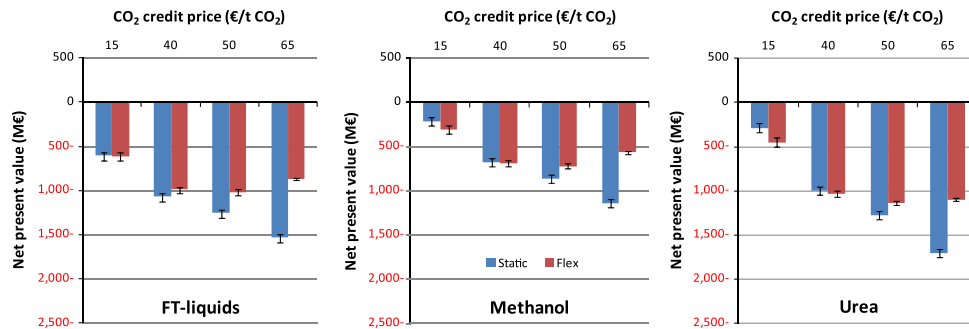 CO₂ credit price (€/t CO₂)
15 40 50 65
500
0
500-
1,000-
1,500-
2,000-
2,500-
Net present value (M€)
FT-liquids
CO₂ credit price (€/t CO₂)
15 40 50 65
500
0
500-
1,000-
1,500-
2,000-
2,500-
Net present value (M€)
Static Flex
Methanol
CO₂ credit price (€/t CO₂)
15 40 50 65
500
0
500-
1,000-
1,500-
2,000-
2,500-
Net present value (M€)
Urea